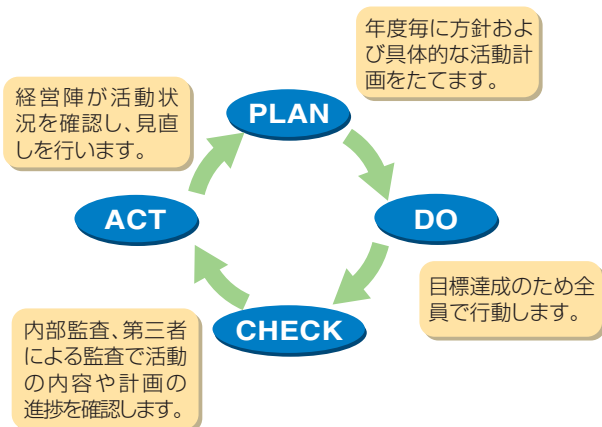 年度毎に方針およ
び具体的な活動計
画をたてます。
経営陣が活動状
況を確認し、見直
しを行います。
PLAN
ACT
DO
目標達成のため全
員で行動します。
CHECK
内部監査、第三者
による監査で活動
の内容や計画の
進捗を確認します。